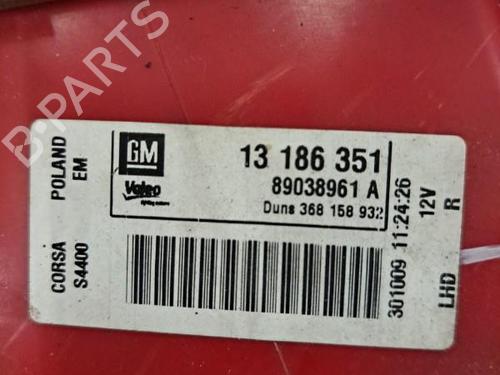 CORSA POLAND
S4400 EM
GM
Valeo
13 186 351
89038961 A
Duns 368 158 932
301009 11:24:26
12V
LHD R
B-PARTS